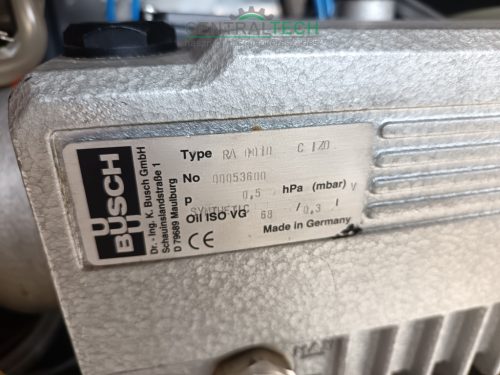 CENTRALTECH
BUSCH
Dr.- Ing. K. Busch GmbH
Schauinslandstraße 1
D 79689 Maulburg
Type RA 0010 C IZ0
No 00053600
p 0,5 hPa (mbar) v
SYNTHETIC
Oil ISO VG 68 / 0,3 l
CE
Made in Germany